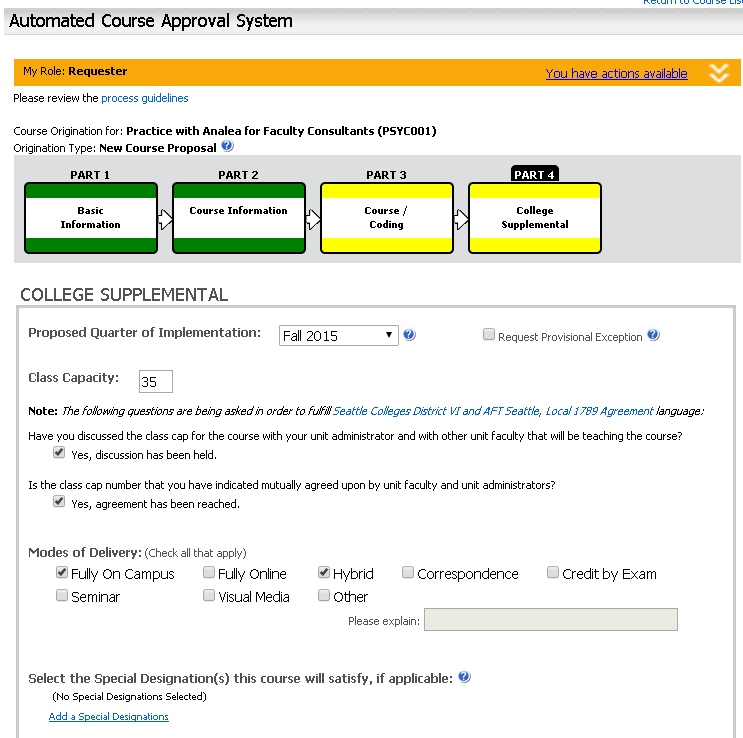 Return to Course List
Automated Course Approval System
My Role: Requester
You have actions available
Please review the process guidelines
Course Origination for: Practice with Analea for Faculty Consultants (PSYC001)
Origination Type: New Course Proposal
PART 1 PART 2 PART 3 PART 4
Basic Information
Course Information
Course / Coding
College Supplemental
COLLEGE SUPPLEMENTAL
Proposed Quarter of Implementation: Fall 2015 Request Provisional Exception
Class Capacity: 35
Note: The following questions are being asked in order to fulfill Seattle Colleges District VI and AFT Seattle, Local 1789 Agreement language:
Have you discussed the class cap for the course with your unit administrator and with other unit faculty that will be teaching the course?
Yes, discussion has been held.
Is the class cap number that you have indicated mutually agreed upon by unit faculty and unit administrators?
Yes, agreement has been reached.
Modes of Delivery: (Check all that apply)
Fully On Campus Fully Online Hybrid Correspondence Credit by Exam
Seminar Visual Media Other
Please explain:
Select the Special Designation(s) this course will satisfy, if applicable:
(No Special Designations Selected)
Add a Special Designations